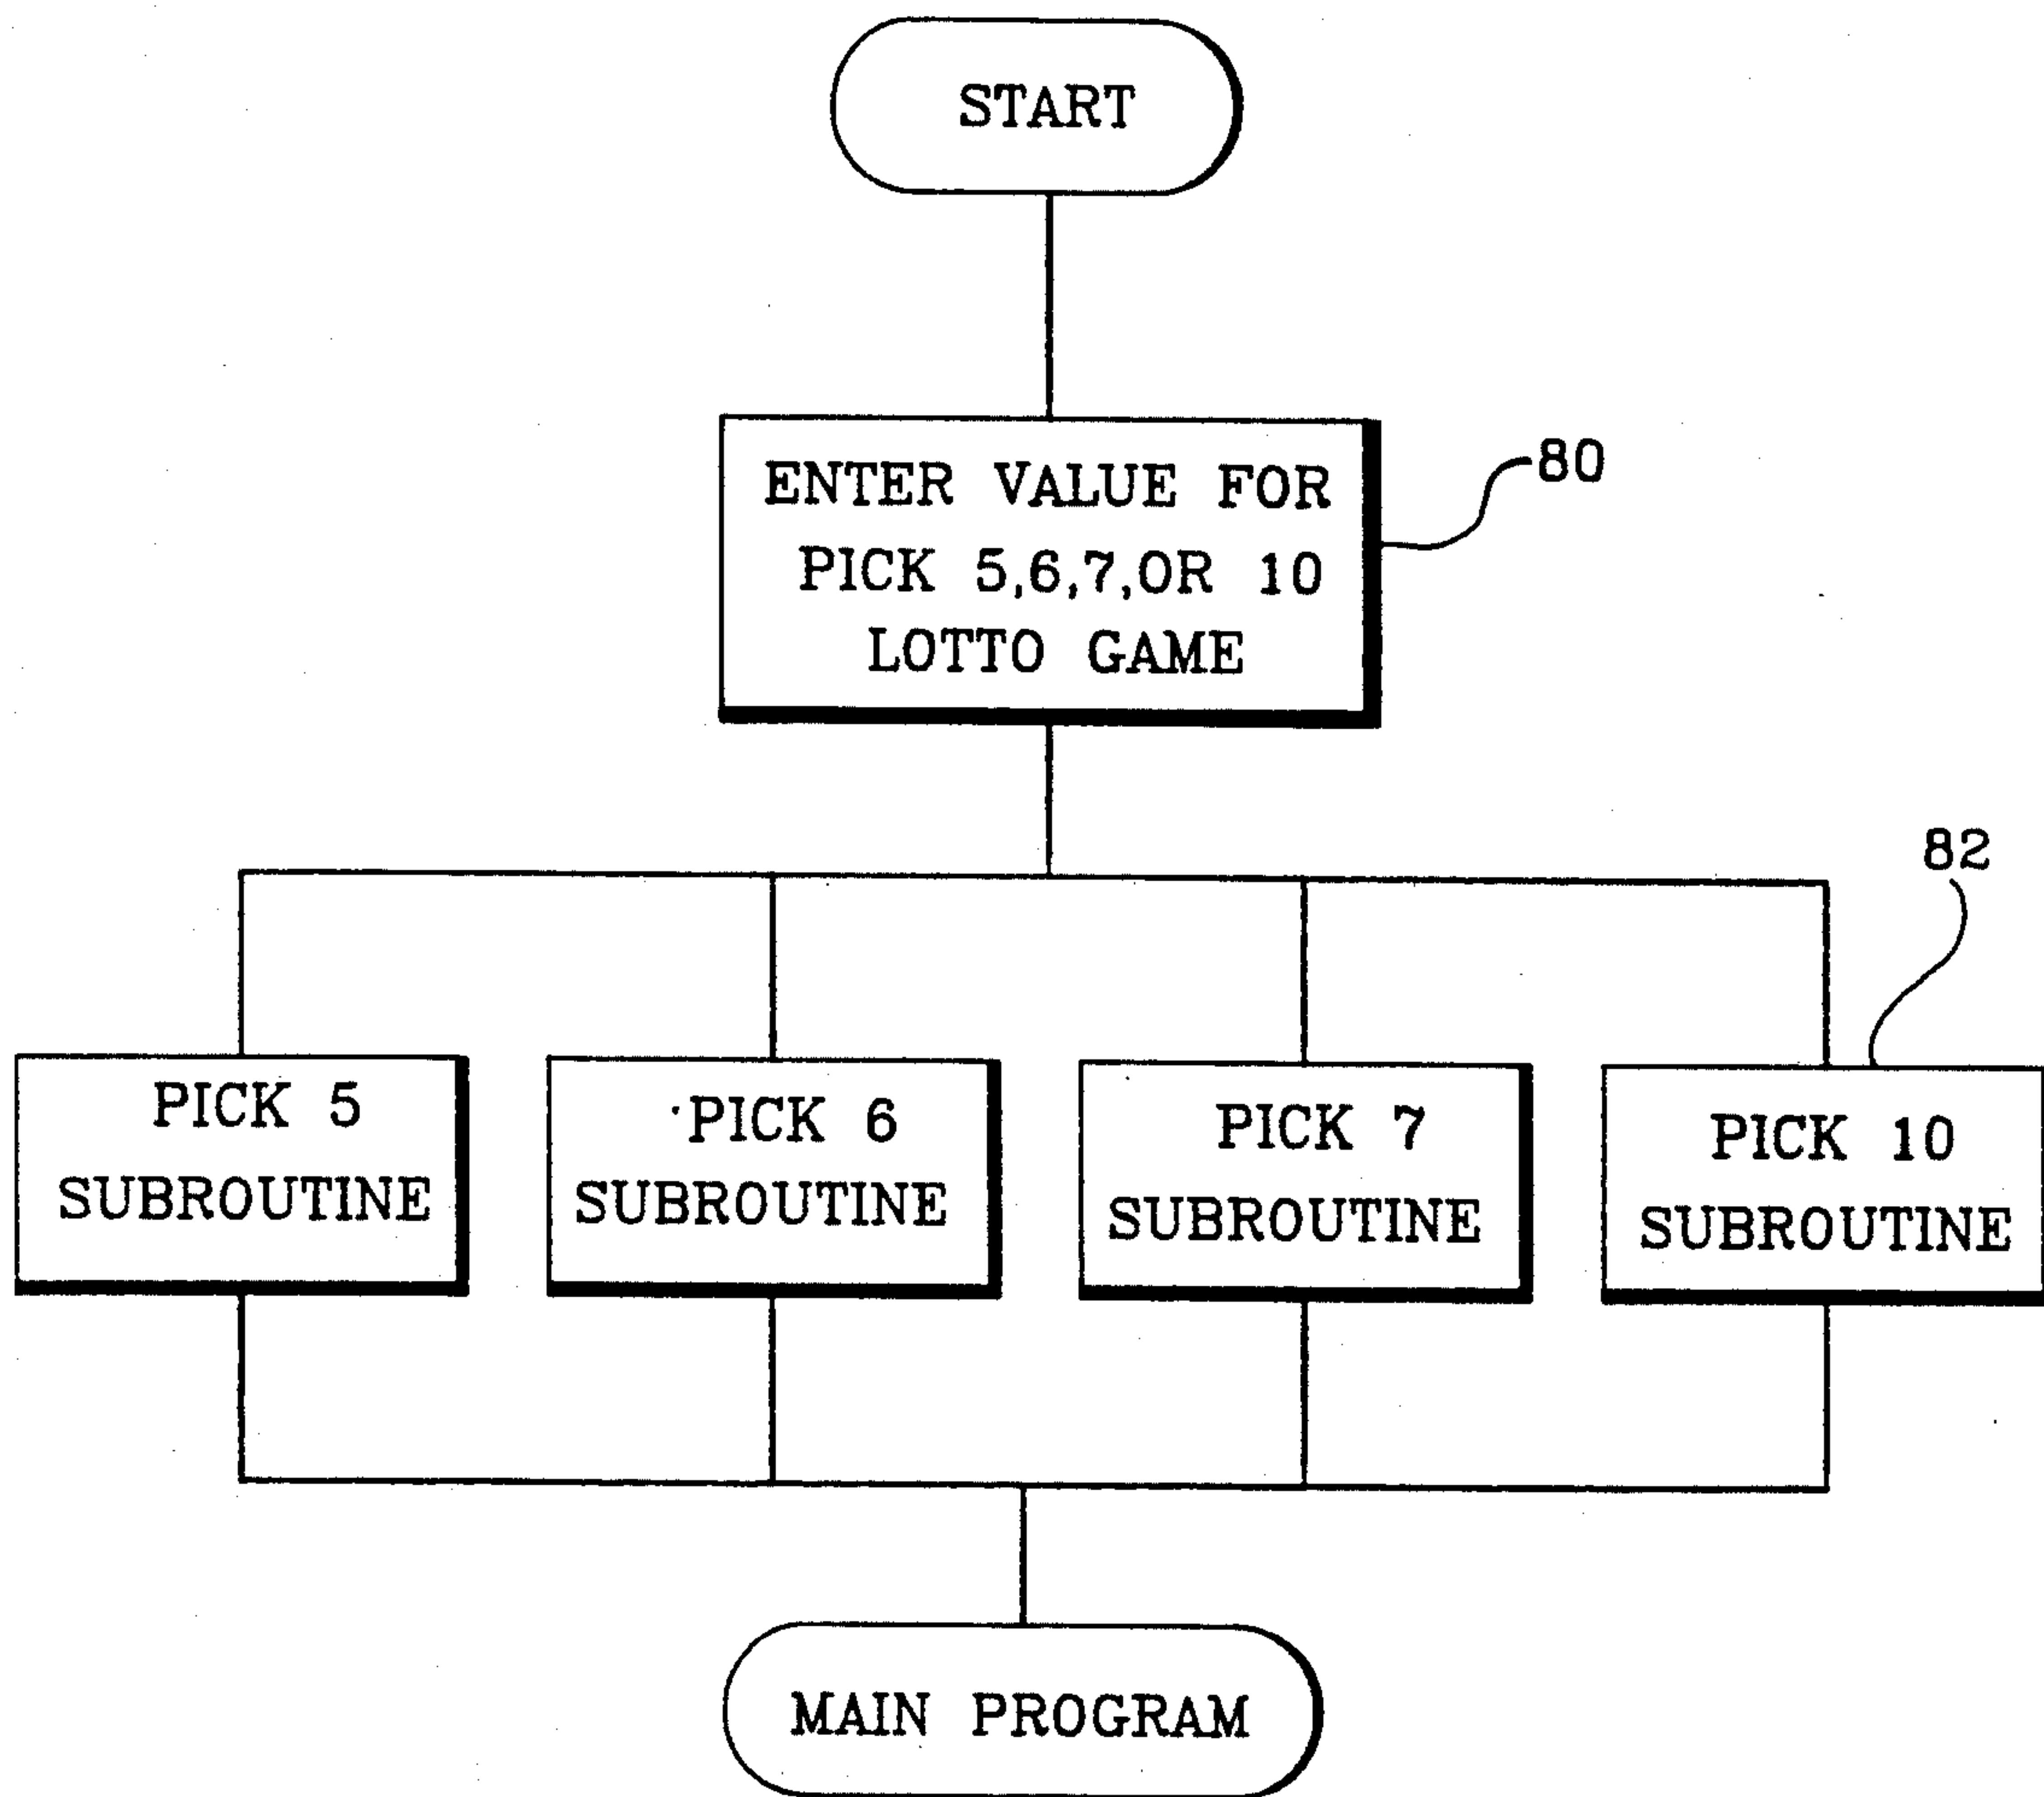 START
ENTER VALUE FOR
PICK 5,6,7,OR 10
LOTTO GAME
80
82
PICK 5
SUBROUTINE
PICK 6
SUBROUTINE
PICK 7
SUBROUTINE
PICK 10
SUBROUTINE
MAIN PROGRAM